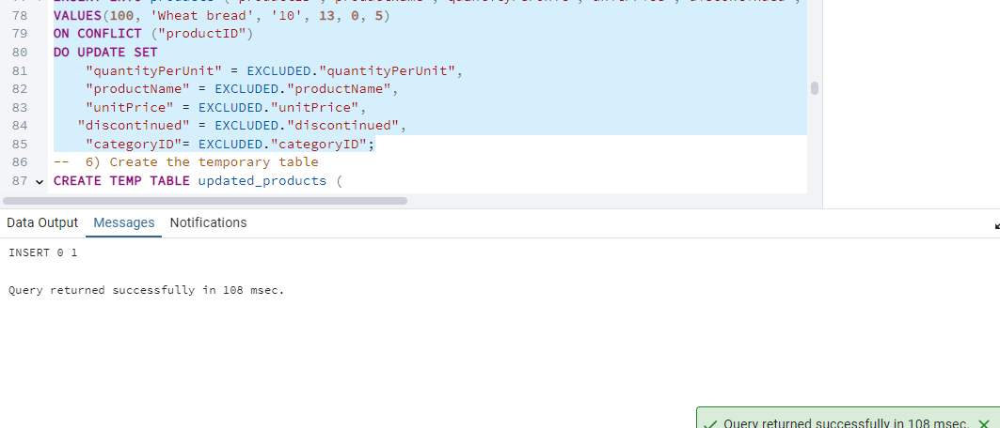 78 VALUES(100, 'Wheat bread', '10', 13, 0, 5)
79 ON CONFLICT ("productID")
80 DO UPDATE SET
81 "quantityPerUnit" = EXCLUDED."quantityPerUnit",
82 "productName" = EXCLUDED."productName",
83 "unitPrice" = EXCLUDED."unitPrice",
84 "discontinued" = EXCLUDED."discontinued",
85 "categoryID"= EXCLUDED."categoryID";
86 -- 6) Create the temporary table
87 CREATE TEMP TABLE updated_products (
Data Output Messages Notifications
INSERT 0 1
Query returned successfully in 108 msec.
Query returned successfully in 108 msec.